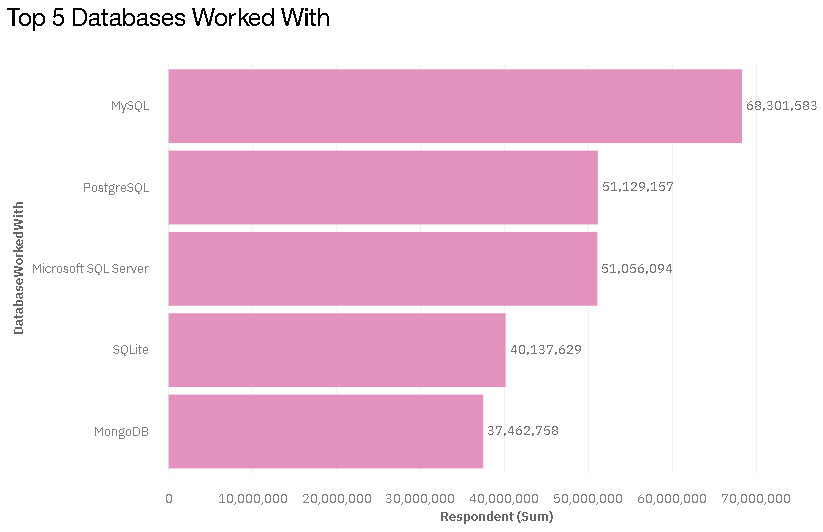 Top 5 Databases Worked With
DatabaseWorkedWith
MySQL 68,301,583
PostgreSQL 51,129,157
Microsoft SQL Server 51,056,094
SQLite 40,137,629
MongoDB 37,462,758
0 10,000,000 20,000,000 30,000,000 40,000,000 50,000,000 60,000,000 70,000,000
Respondent (Sum)